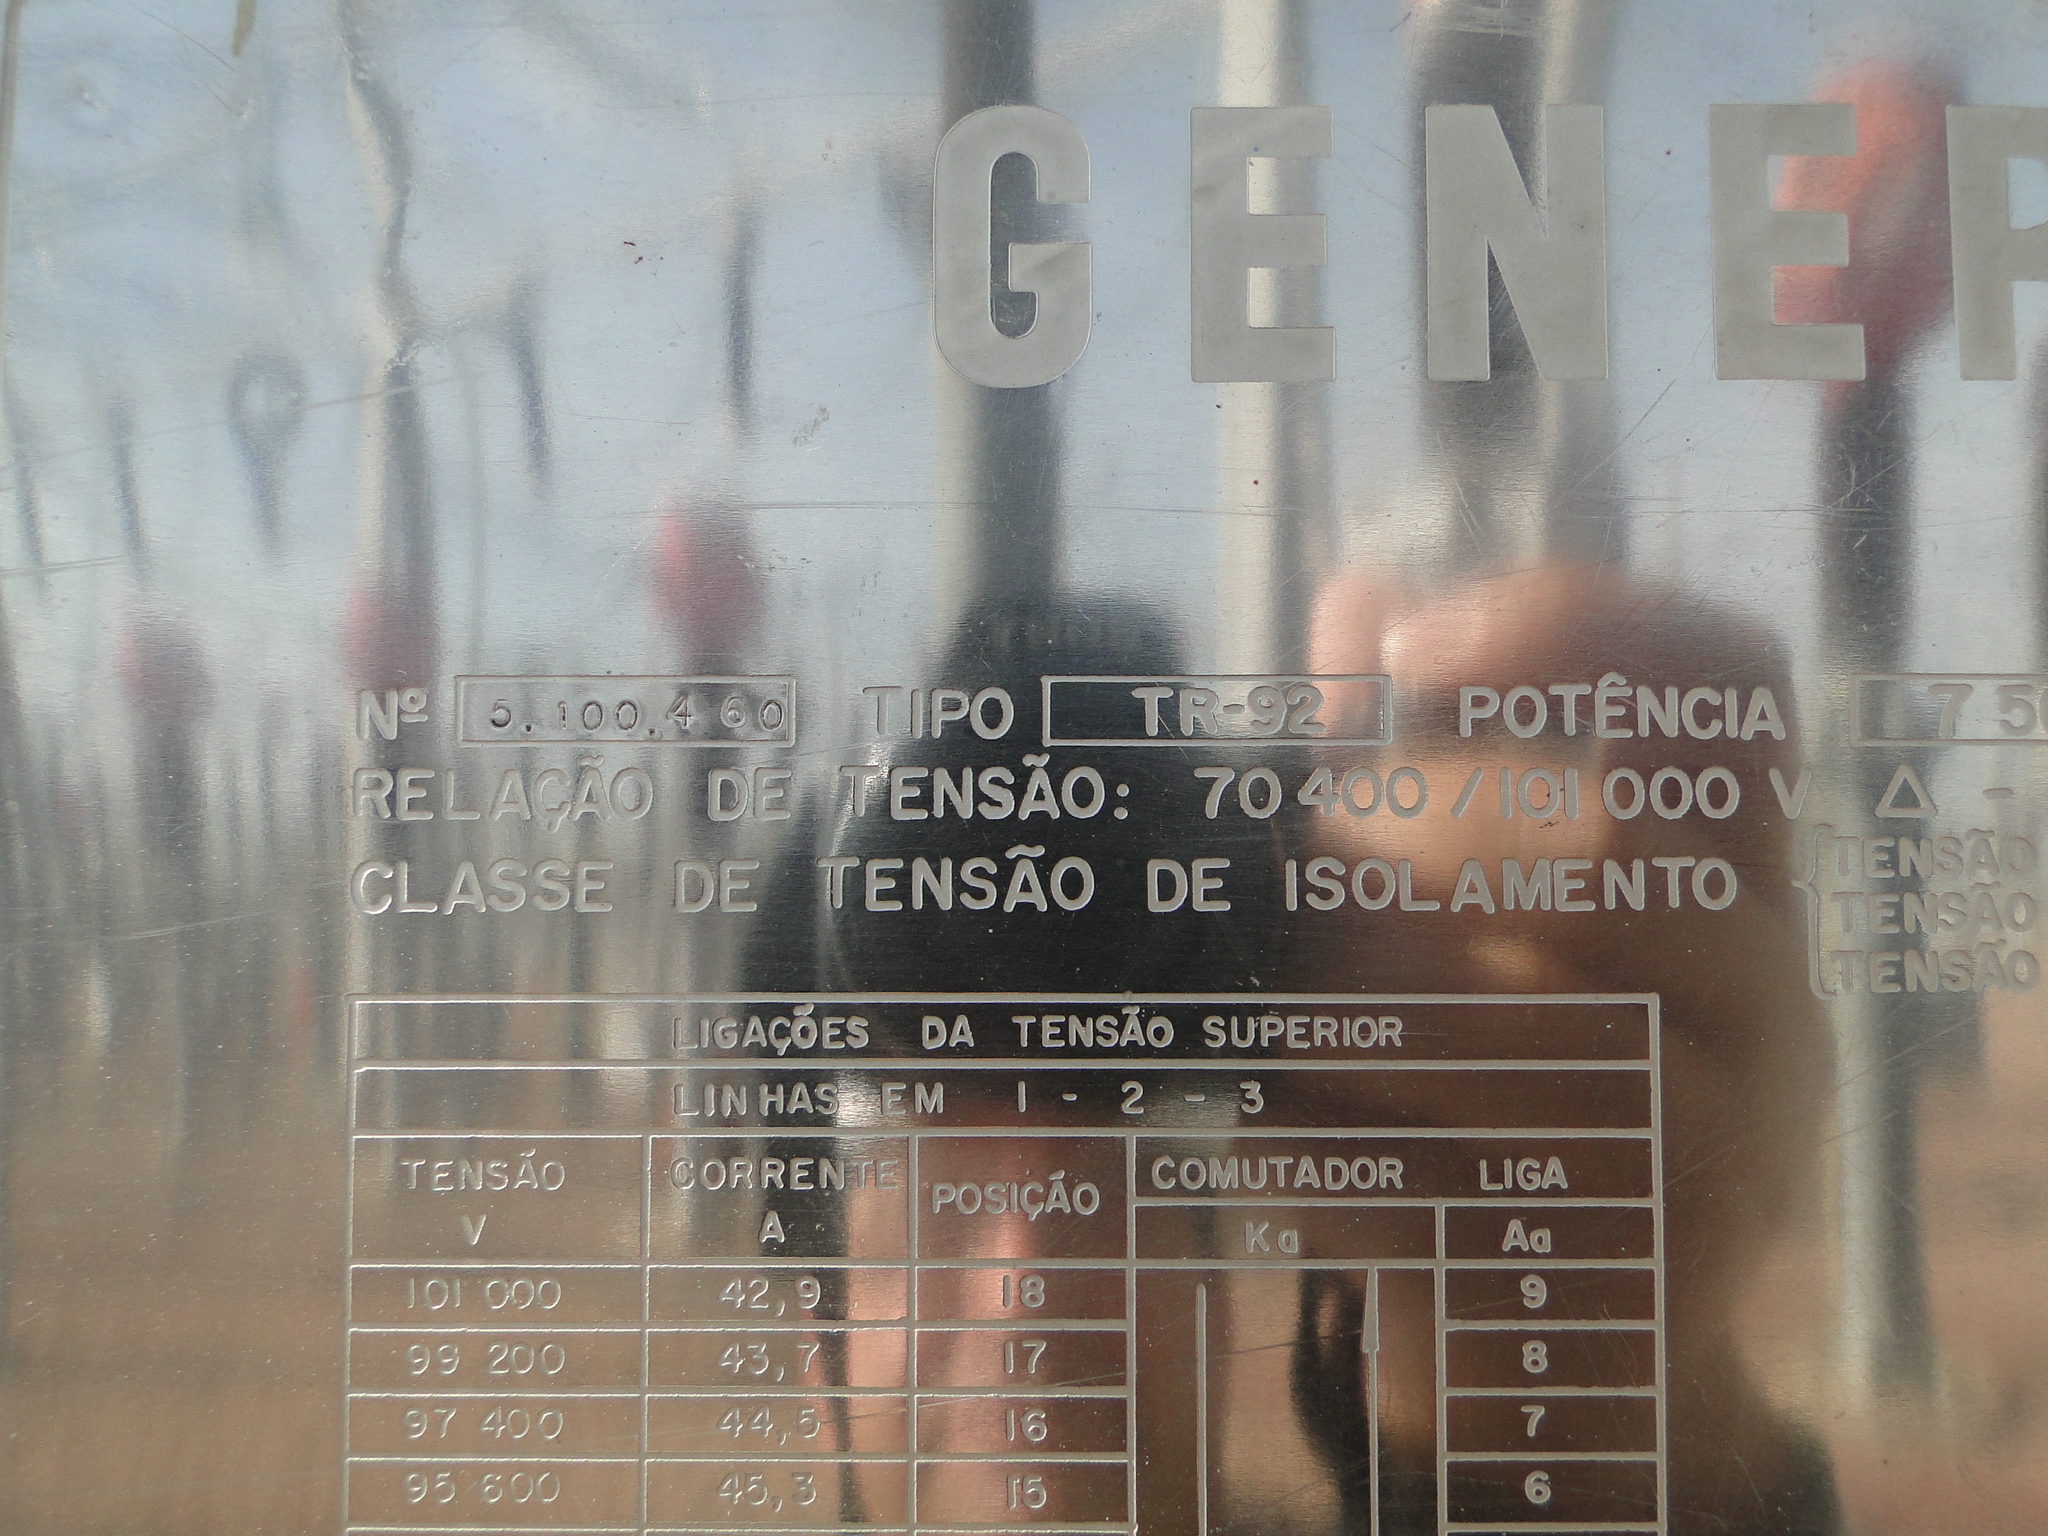 GENER
Nº 5.100.460 TIPO TR-92 POTÊNCIA 750
RELAÇÃO DE TENSÃO: 70 400 / 101 000 V Δ -
CLASSE DE TENSÃO DE ISOLAMENTO { TENSÃO
TENSÃO
TENSÃO
LIGAÇÕES DA TENSÃO SUPERIOR
LINHAS EM 1 - 2 - 3
TENSÃO V CORRENTE A POSIÇÃO COMUTADOR LIGA
Ka Aa
101 000 42,9 18 9
99 200 43,7 17 8
97 400 44,5 16 7
95 600 45,3 15 6